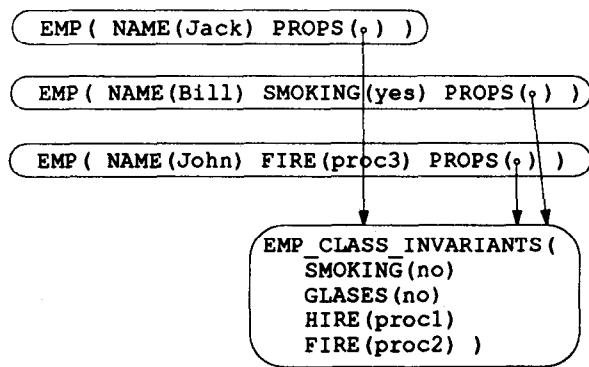 EMP( NAME(Jack) PROPS( ) )
EMP( NAME(Bill) SMOKING(yes) PROPS( ) )
EMP( NAME(John) FIRE(proc3) PROPS( ) )
EMP_CLASS_INVARIANTS(
SMOKING(no)
GLASES(no)
HIRE(proc1)
FIRE(proc2) )